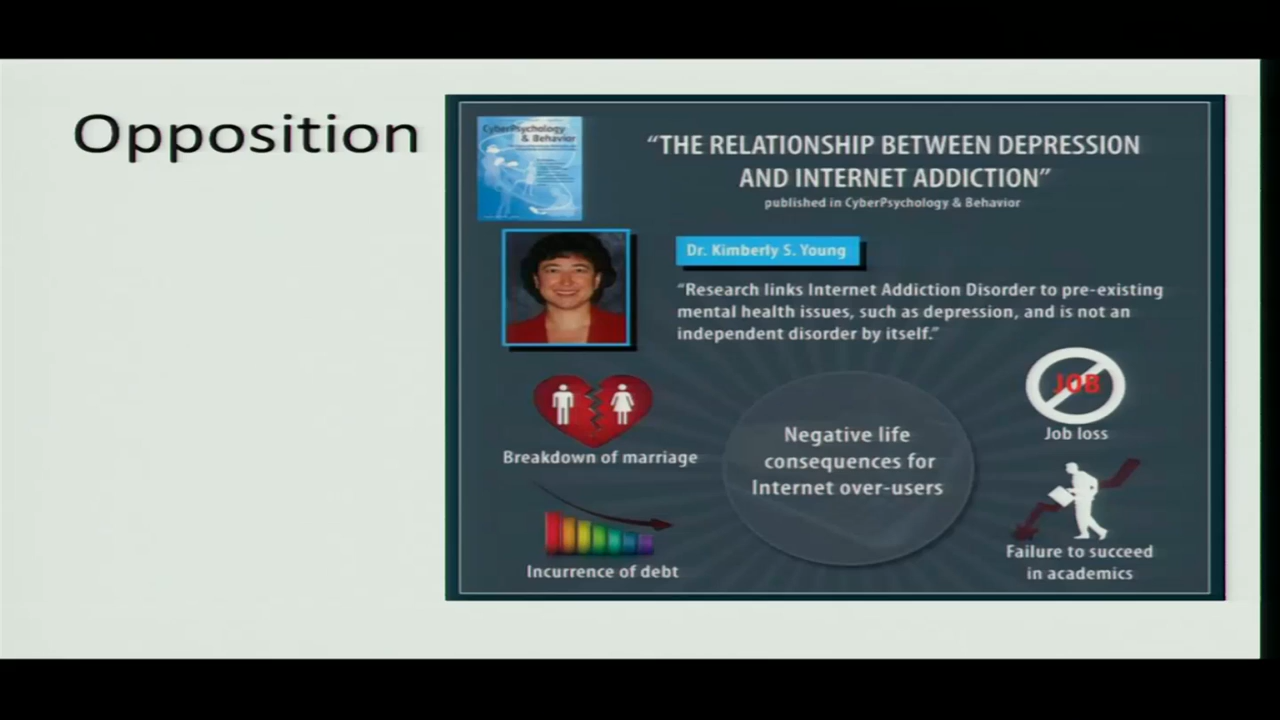 Opposition
CyberPsychology
& Behavior
“THE RELATIONSHIP BETWEEN DEPRESSION
AND INTERNET ADDICTION”
published in CyberPsychology & Behavior
Dr. Kimberly S. Young
“Research links Internet Addiction Disorder to pre-existing
mental health issues, such as depression, and is not an
independent disorder by itself.”
JOB
Job loss
Breakdown of marriage
Negative life
consequences for
Internet over-users
Incurrence of debt
Failure to succeed
in academics